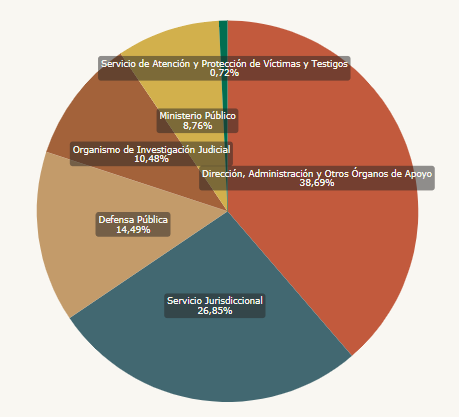 Servicio de Atención y Protección de Víctimas y Testigos
0,72%
Ministerio Público
8,76%
Organismo de Investigación Judicial
10,48%
Dirección, Administración y Otros Órganos de Apoyo
38,69%
Defensa Pública
14,49%
Servicio Jurisdiccional
26,85%